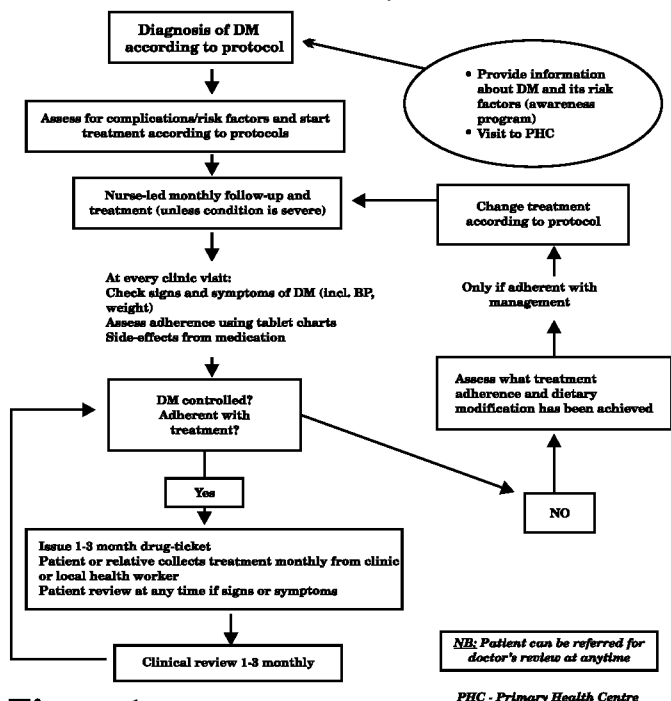 Diagnosis of DM
according to protocol
• Provide information
about DM and its risk
factors (awareness
program)
• Visit to PHC
Assess for complications/risk factors and start
treatment according to protocols
Nurse-led monthly follow-up and
treatment (unless condition is severe)
Change treatment
according to protocol
At every clinic visit:
Check signs and symptoms of DM (incl. BP,
weight)
Assess adherence using tablet charts
Side-effects from medication
Only if adherent with
management
DM controlled?
Adherent with
treatment?
Assess what treatment
adherence and dietary
modification has been achieved
Yes
NO
Issue 1-3 month drug-ticket
Patient or relative collects treatment monthly from clinic
or local health worker
Patient review at any time if signs or symptoms
Clinical review 1-3 monthly
NB: Patient can be referred for
doctor's review at anytime
PHC - Primary Health Centre